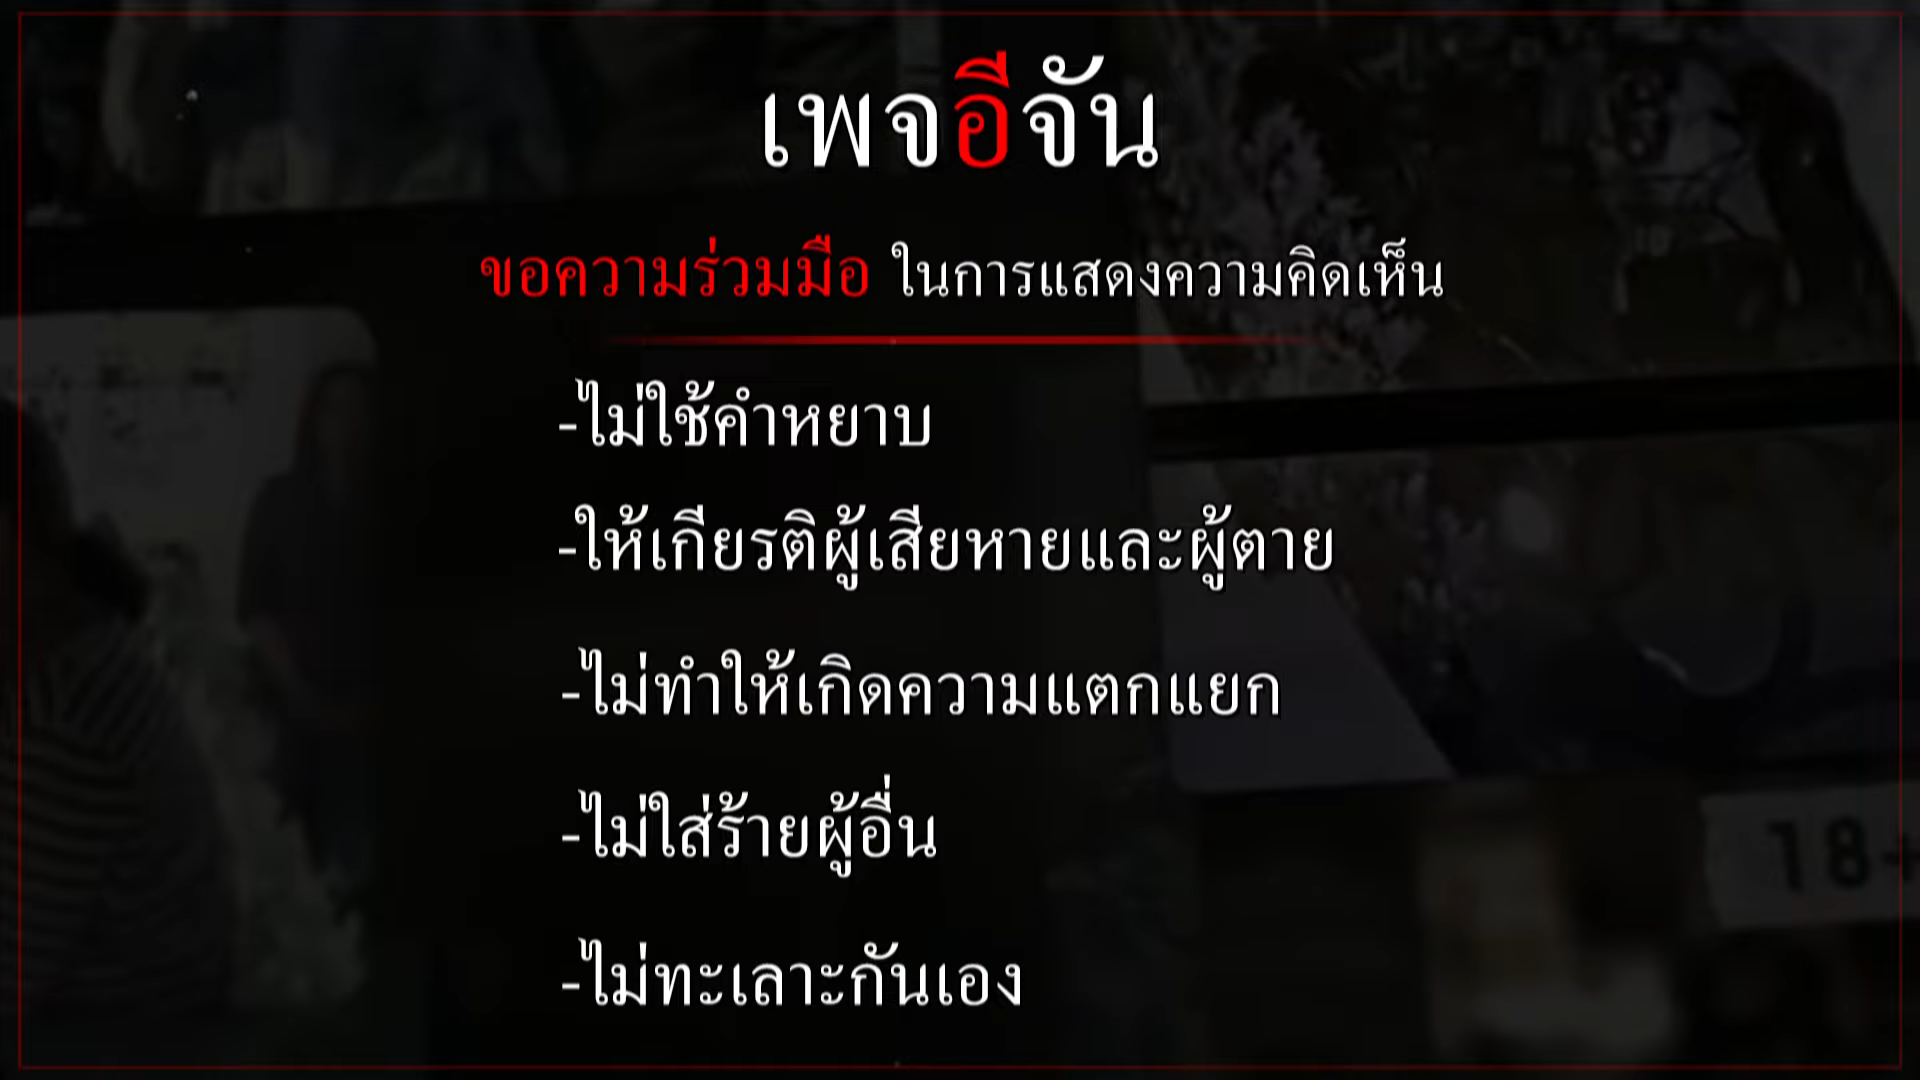 เพจอีจัน
ขอความร่วมมือ ในการแสดงความคิดเห็น
-ไม่ใช้คำหยาบ
-ให้เกียรติผู้เสียหายและผู้ตาย
-ไม่ทำให้เกิดความแตกแยก
-ไม่ใส่ร้ายผู้อื่น
18+
-ไม่ทะเลาะกันเอง